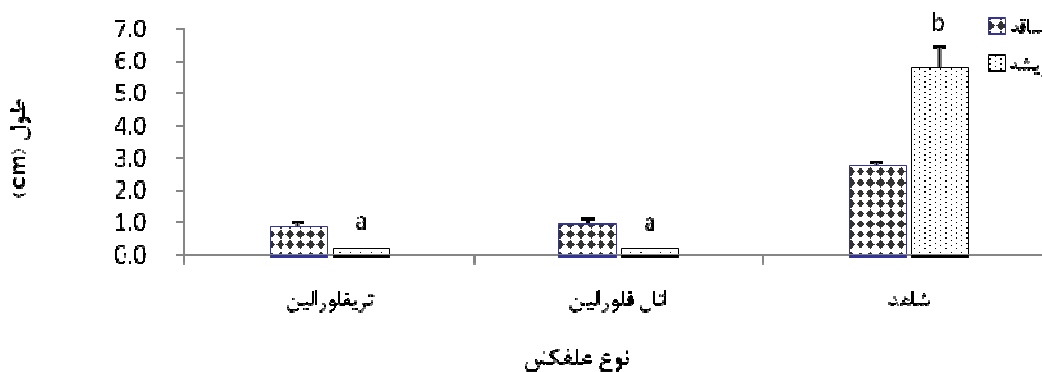 7.0
6.0
5.0
4.0
3.0
2.0
1.0
0.0
طول (cm)
a
a
b
ساقه
ریشه
تریفلورالین
اتال فلورالین
شاهد
نوع علفکش